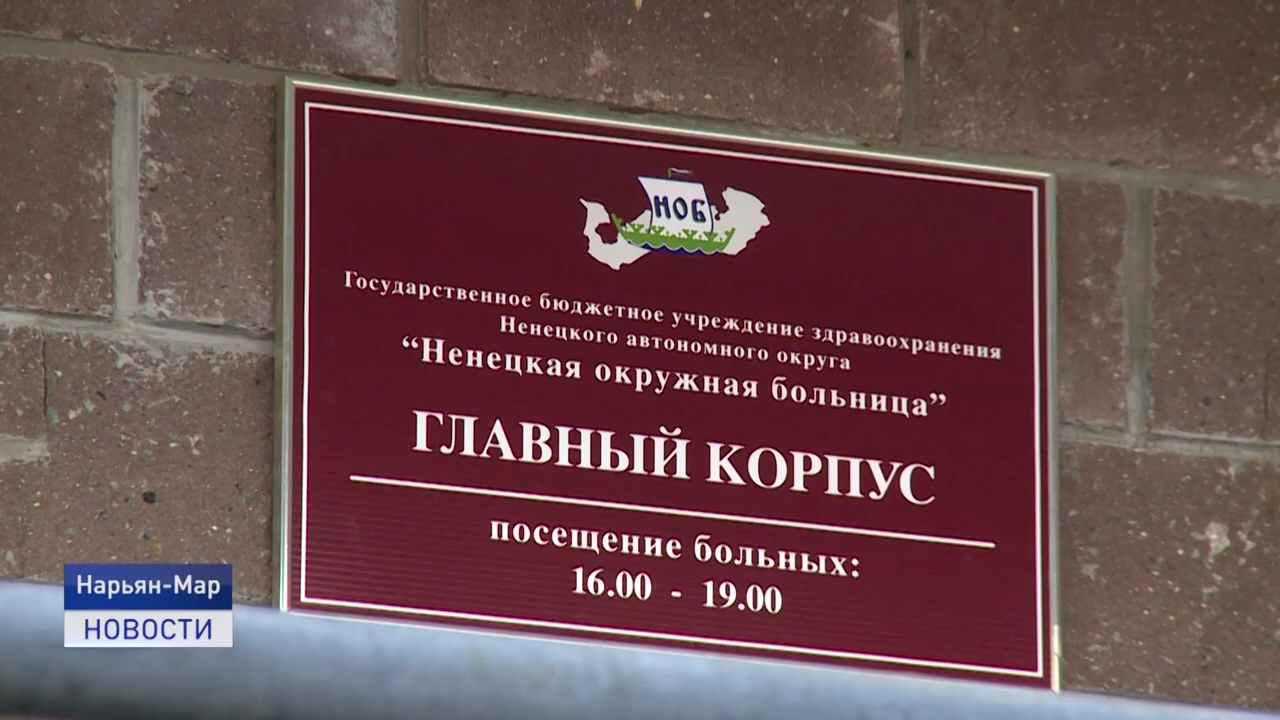 НОБ
Государственное бюджетное учреждение здравоохранения
Ненецкого автономного округа
“Ненецкая окружная больница”
ГЛАВНЫЙ КОРПУС
посещение больных:
16.00 - 19.00
Нарьян-Мар
НОВОСТИ